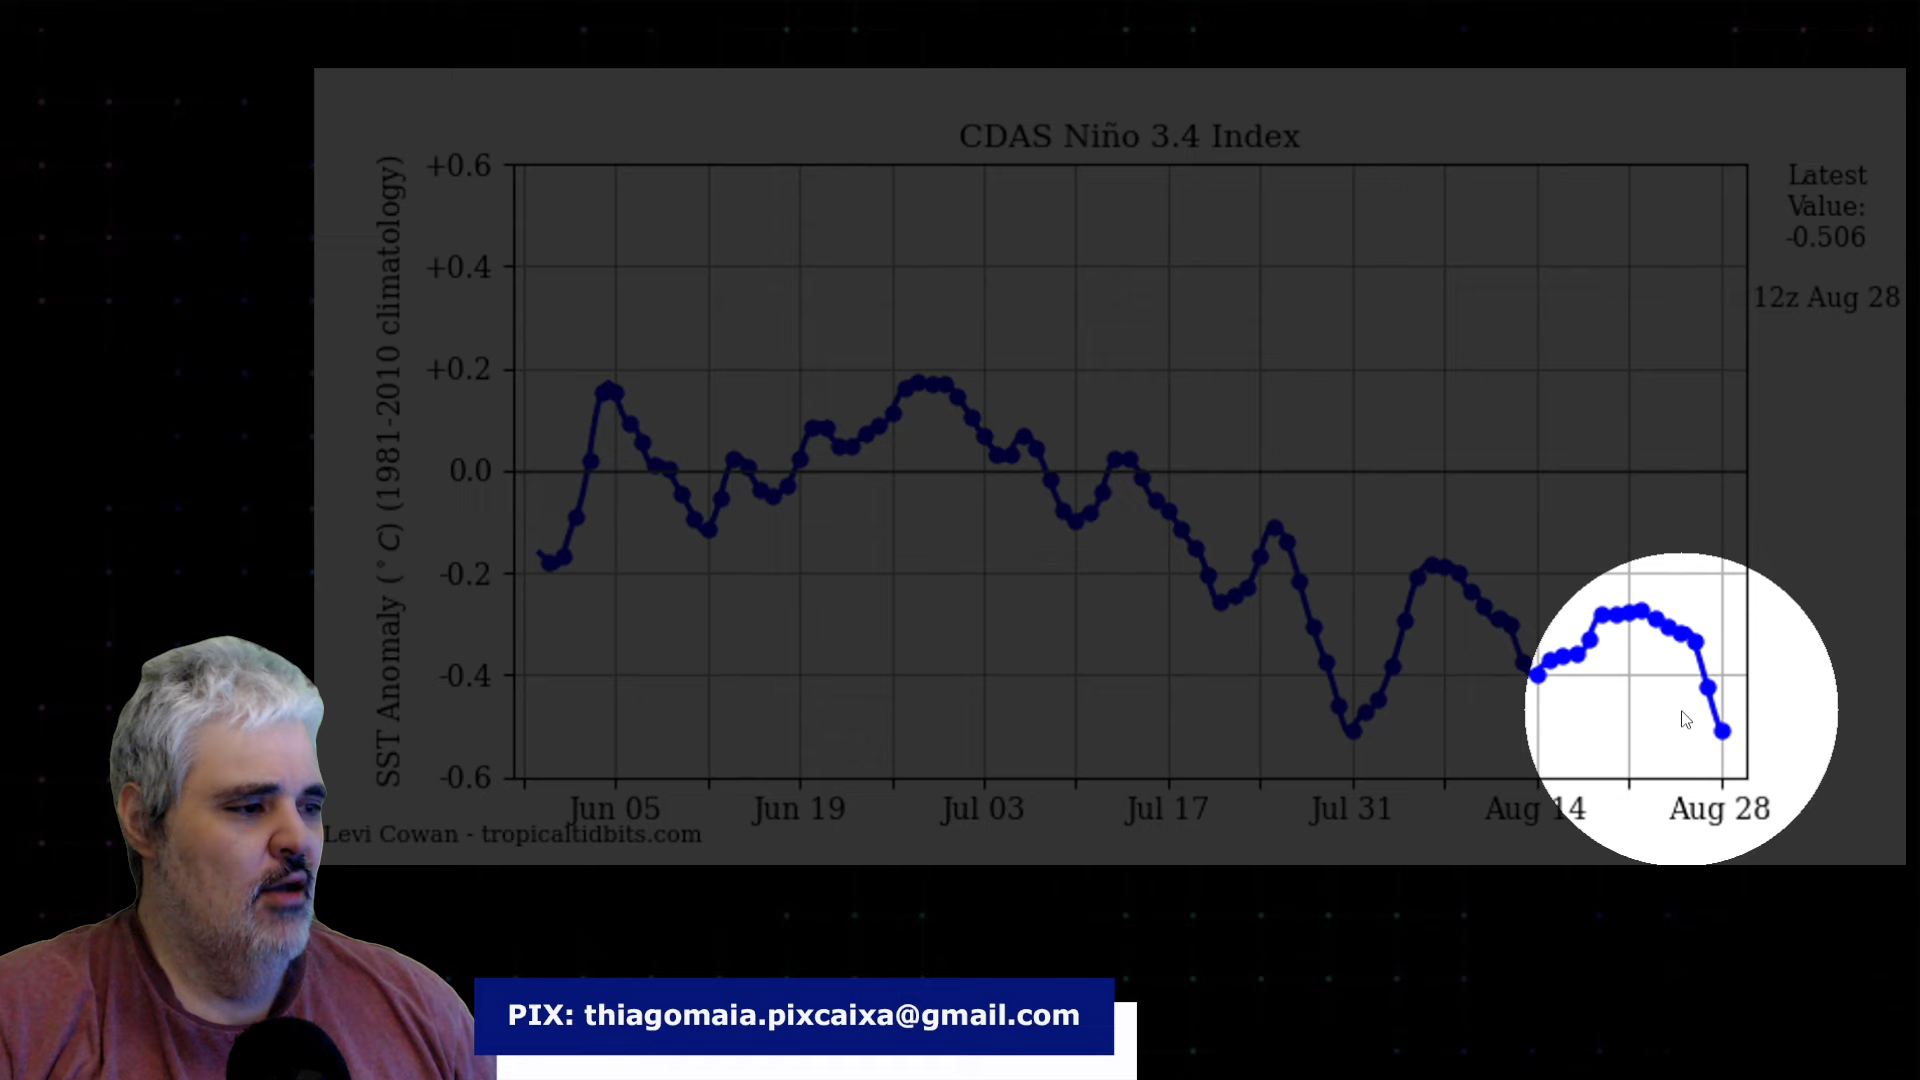 CDAS Niño 3.4 Index
SST Anomaly (°C) (1981-2010 climatology)
+0.6
+0.4
+0.2
0.0
-0.2
-0.4
-0.6
Jun 05
Jun 19
Jul 03
Jul 17
Jul 31
Aug 14
Aug 28
Latest
Value:
-0.506
12z Aug 28
Levi Cowan - tropicaltidbits.com
PIX: thiagomaia.pixcaixa@gmail.com